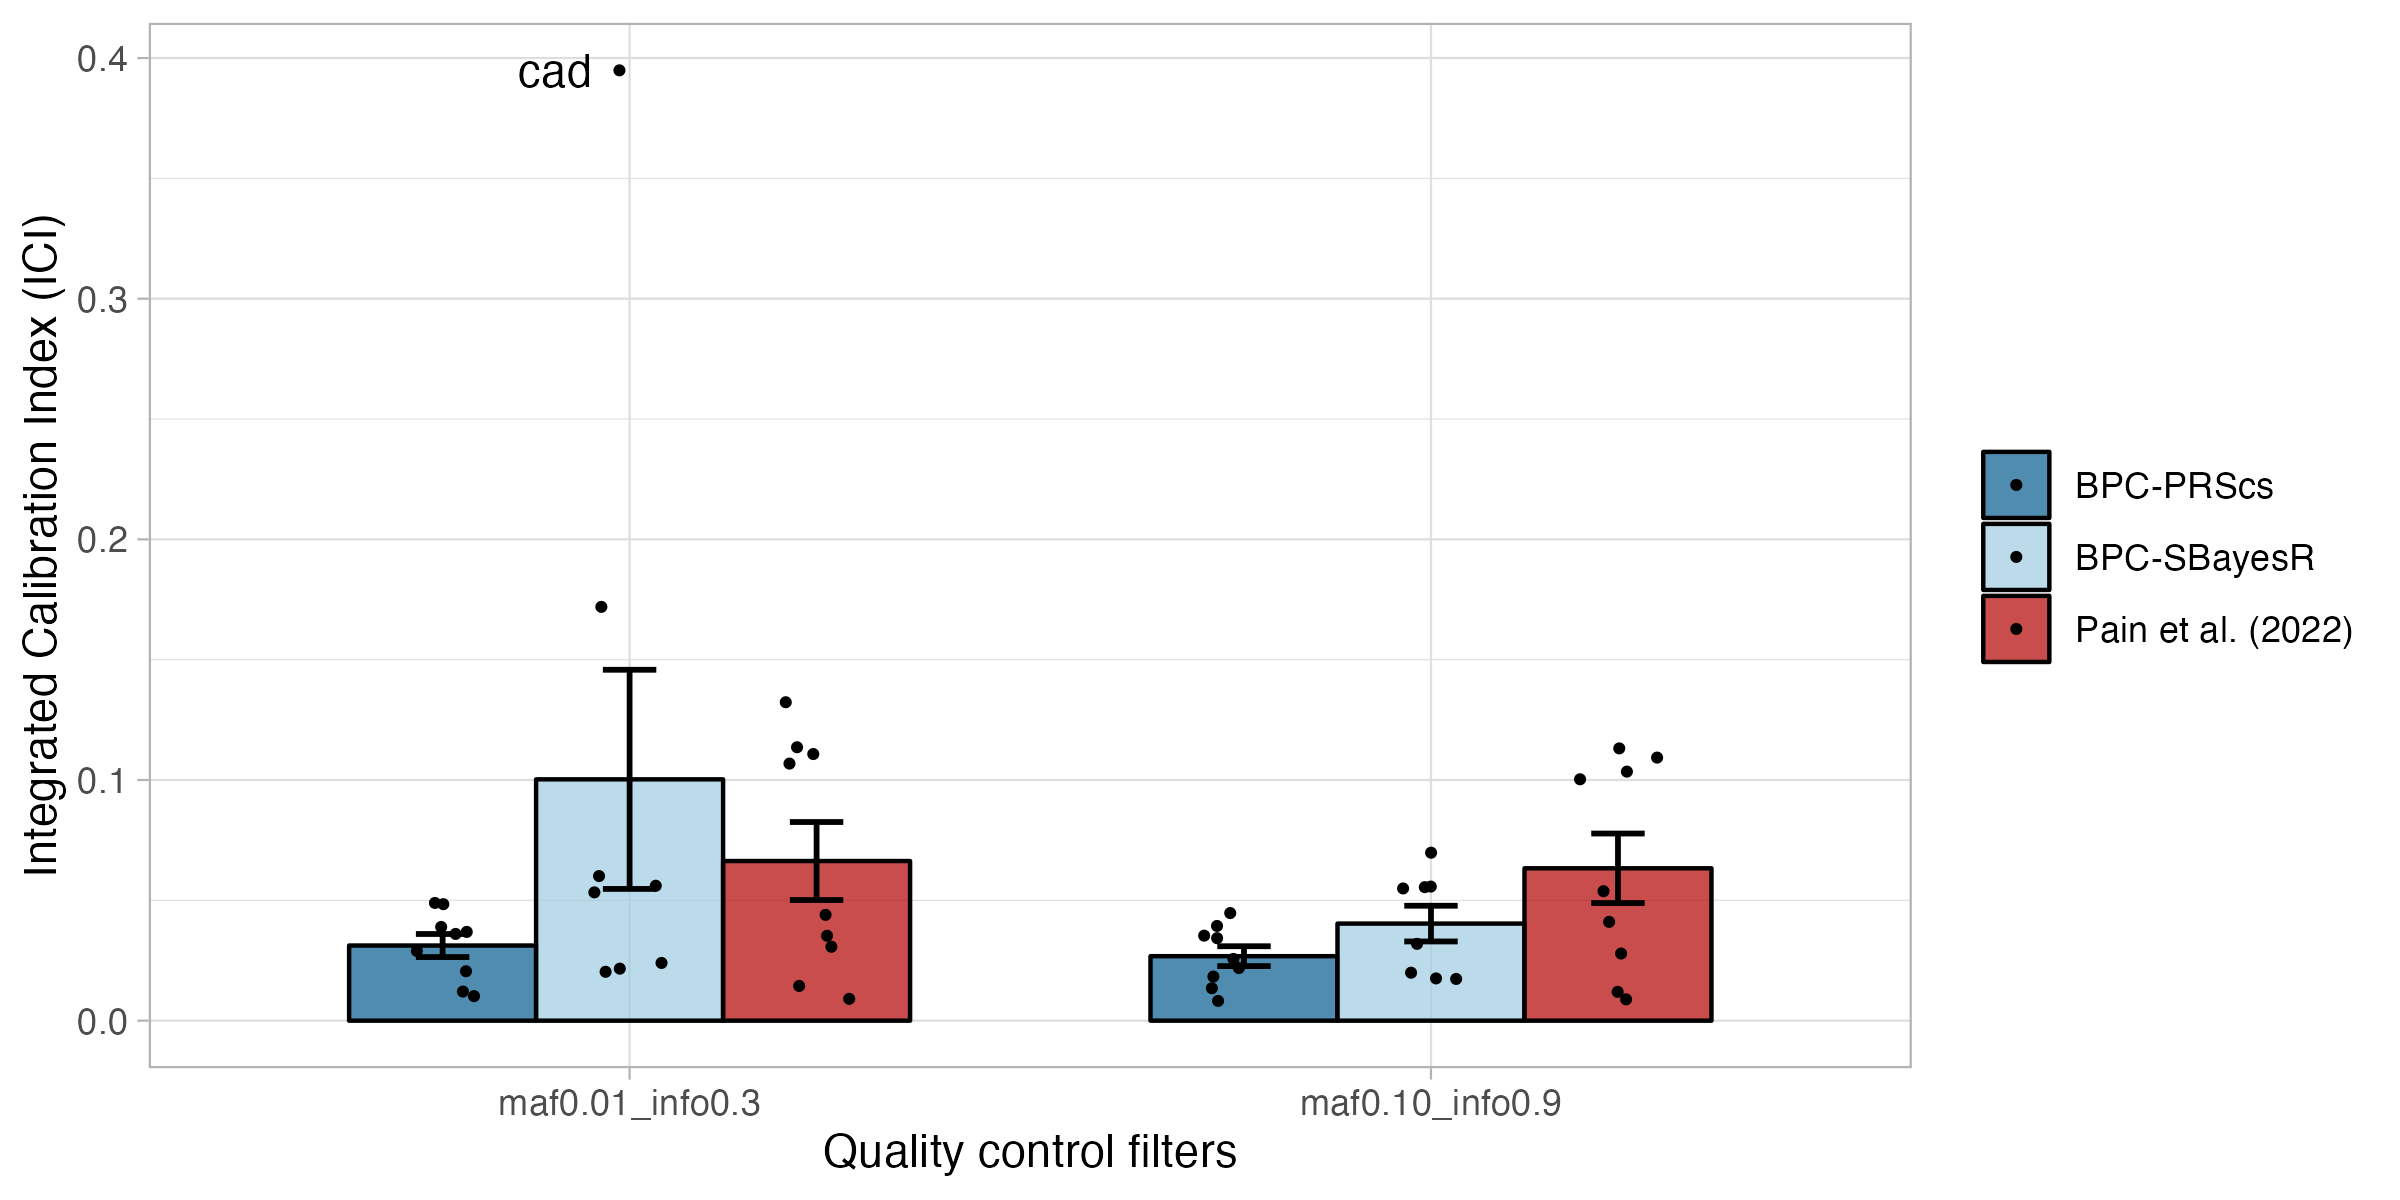 Integrated Calibration Index (ICI)
0.4
0.3
0.2
0.1
0.0
cad
maf0.01_info0.3
maf0.10_info0.9
Quality control filters
BPC-PRScs
BPC-SBayesR
Pain et al. (2022)